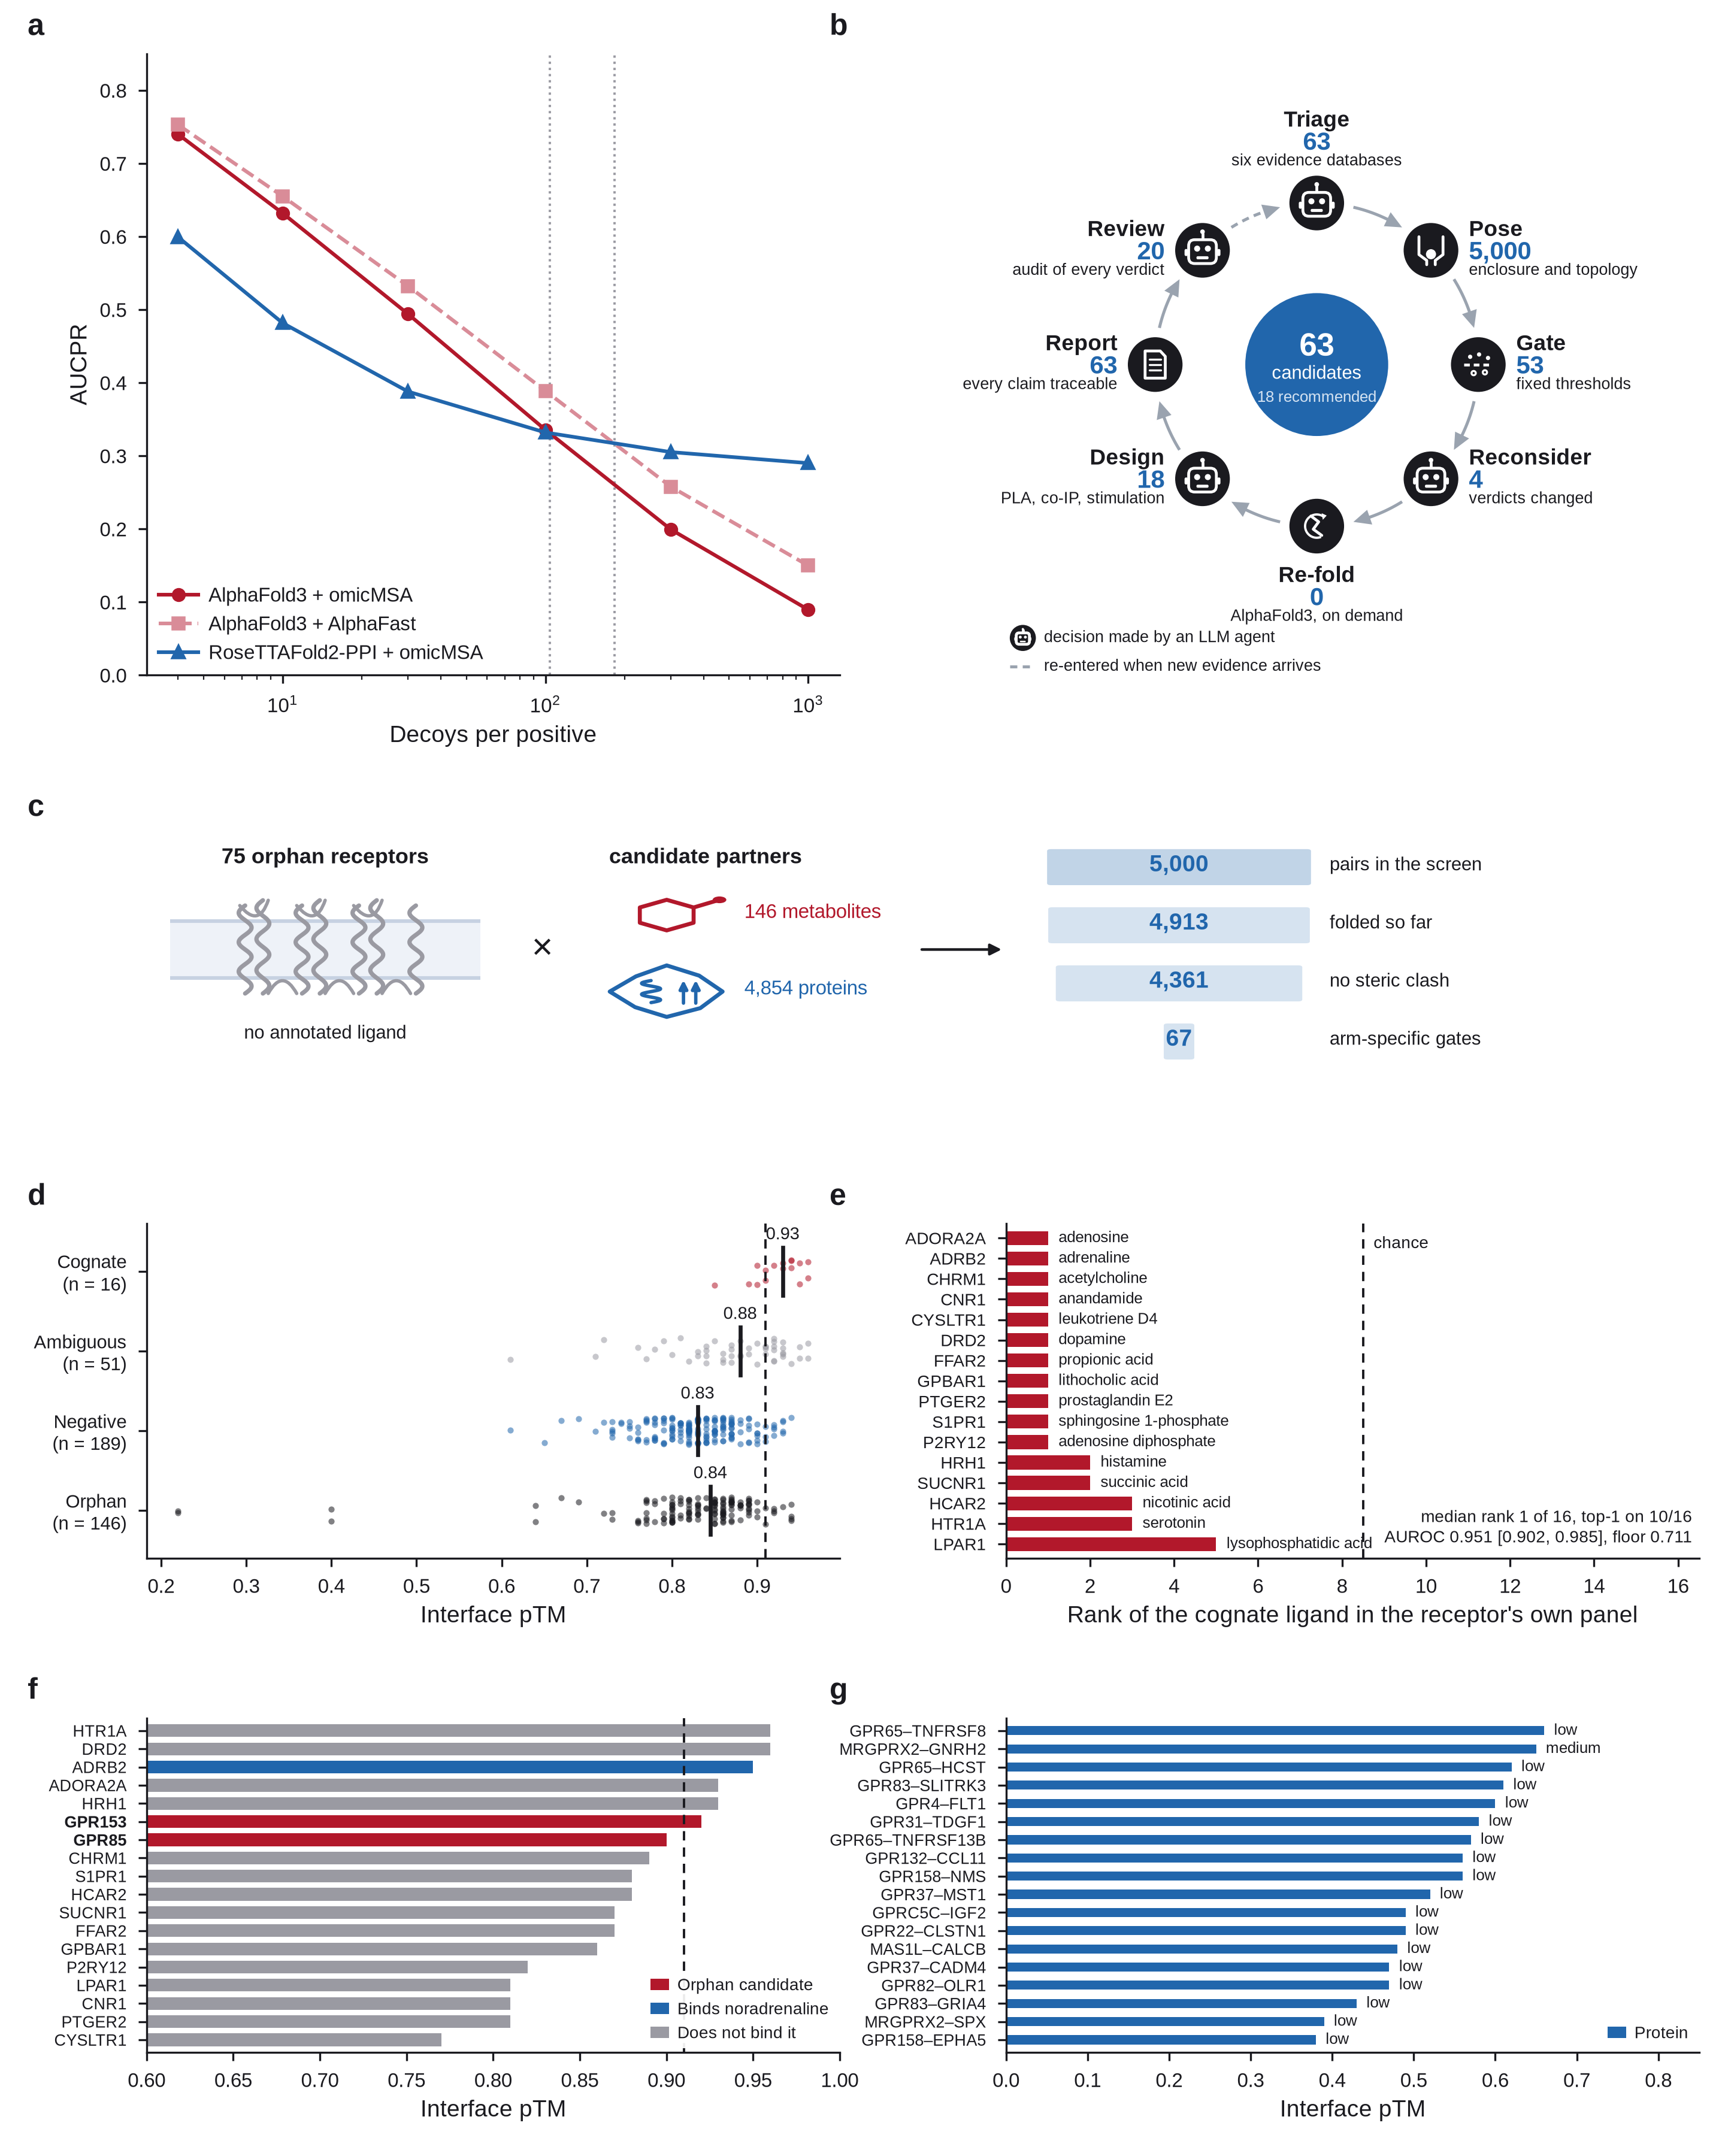 a
0.8
0.7
0.6
0.5
0.4
0.3
0.2
0.1
0.0
AUCPR
AlphaFold3 + omicMSA
AlphaFold3 + AlphaFast
RoseTTAFold2-PPI + omicMSA
10¹
10²
10³
Decoys per positive
b
Triage
63
six evidence databases
Pose
5,000
enclosure and topology
Gate
53
fixed thresholds
Reconsider
4
verdicts changed
Re-fold
0
AlphaFold3, on demand
Design
18
PLA, co-IP, stimulation
Report
63
every claim traceable
Review
20
audit of every verdict
63
candidates
18 recommended
decision made by an LLM agent
re-entered when new evidence arrives
c
75 orphan receptors
no annotated ligand
×
candidate partners
146 metabolites
4,854 proteins
5,000
pairs in the screen
4,913
folded so far
4,361
no steric clash
67
arm-specific gates
d
Cognate
(n = 16)
Ambiguous
(n = 51)
Negative
(n = 189)
Orphan
(n = 146)
0.93
0.88
0.83
0.84
0.2
0.3
0.4
0.5
0.6
0.7
0.8
0.9
Interface pTM
e
ADORA2A
adenosine
ADRB2
adrenaline
CHRM1
acetylcholine
CNR1
anandamide
CYSLTR1
leukotriene D4
DRD2
dopamine
FFAR2
propionic acid
GPBAR1
lithocholic acid
PTGER2
prostaglandin E2
S1PR1
sphingosine 1-phosphate
P2RY12
adenosine diphosphate
HRH1
histamine
SUCNR1
succinic acid
HCAR2
nicotinic acid
HTR1A
serotonin
LPAR1
lysophosphatidic acid
chance
median rank 1 of 16, top-1 on 10/16
AUROC 0.951 [0.902, 0.985], floor 0.711
0
2
4
6
8
10
12
14
16
Rank of the cognate ligand in the receptor's own panel
f
HTR1A
DRD2
ADRB2
ADORA2A
HRH1
GPR153
GPR85
CHRM1
S1PR1
HCAR2
SUCNR1
FFAR2
GPBAR1
P2RY12
LPAR1
CNR1
PTGER2
CYSLTR1
Orphan candidate
Binds noradrenaline
Does not bind it
0.60
0.65
0.70
0.75
0.80
0.85
0.90
0.95
1.00
Interface pTM
g
GPR65–TNFRSF8
low
MRGPRX2–GNRH2
medium
GPR65–HCST
low
GPR83–SLITRK3
low
GPR4–FLT1
low
GPR31–TDGF1
low
GPR65–TNFRSF13B
low
GPR132–CCL11
low
GPR158–NMS
low
GPR37–MST1
low
GPRC5C–IGF2
low
GPR22–CLSTN1
low
MAS1L–CALCB
low
GPR37–CADM4
low
GPR82–OLR1
low
GPR83–GRIA4
low
MRGPRX2–SPX
low
GPR158–EPHA5
low
Protein
0.0
0.1
0.2
0.3
0.4
0.5
0.6
0.7
0.8
Interface pTM